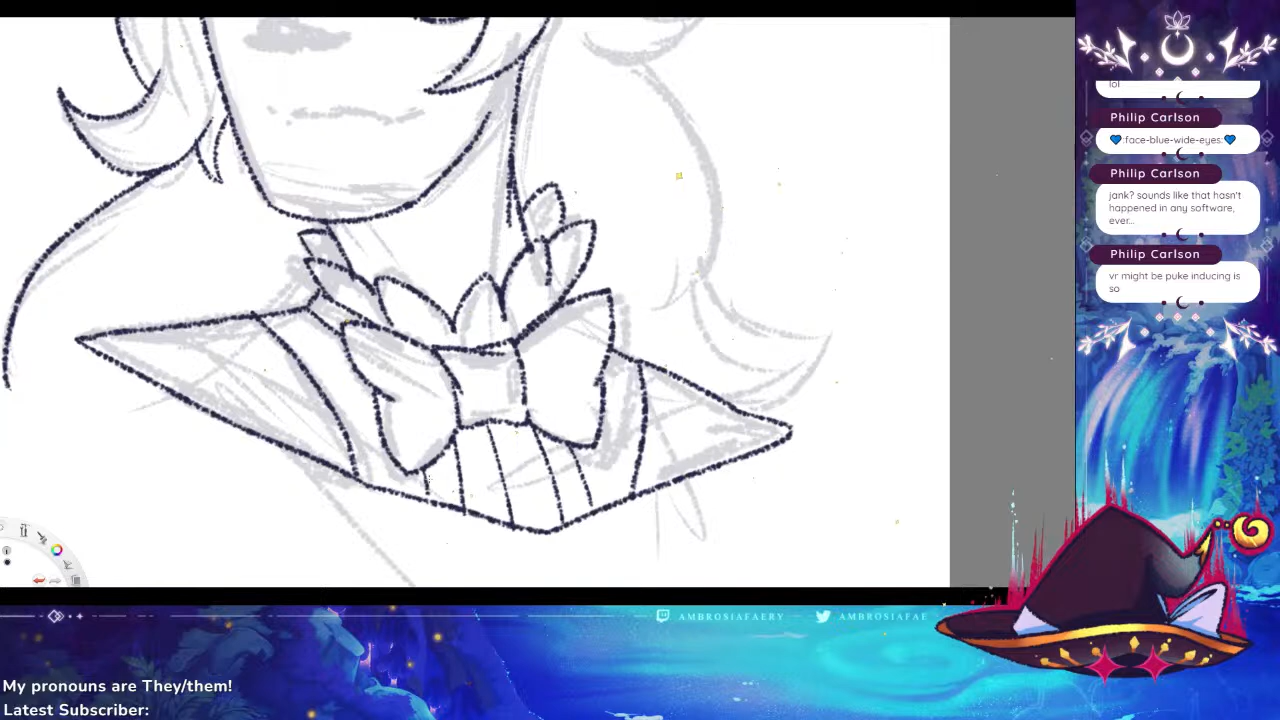 lol
Philip Carlson
💙:face-blue-wide-eyes:💙
Philip Carlson
jank? sounds like that hasn't
happened in any software,
ever...
Philip Carlson
vr might be puke inducing is
so
AMBROSIAFAERY
AMBROSIAFAE
My pronouns are They/them!
Latest Subscriber: